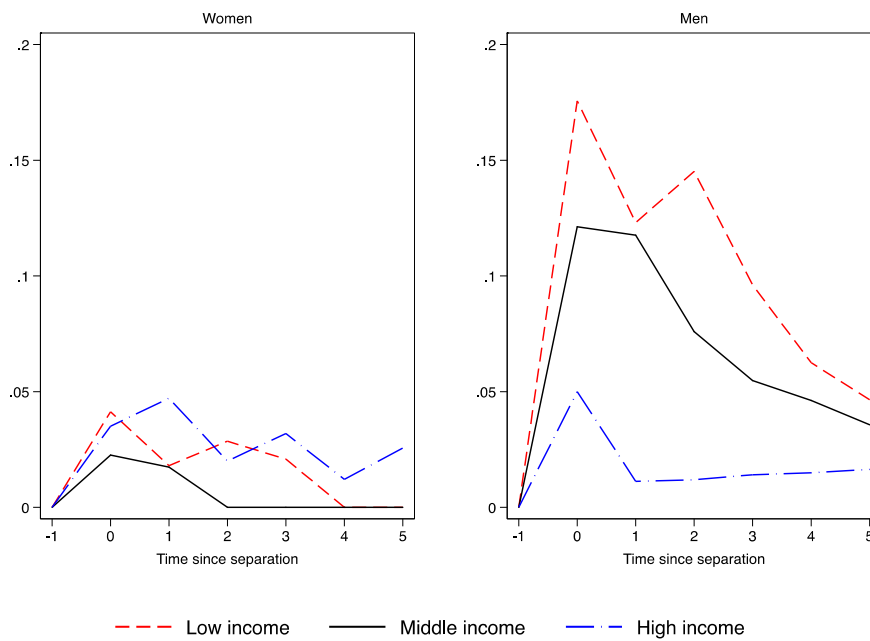 Women
Men
.2
.15
.1
.05
0
-1 0 1 2 3 4 5
Time since separation
.2
.15
.1
.05
0
-1 0 1 2 3 4 5
Time since separation
Low income Middle income High income